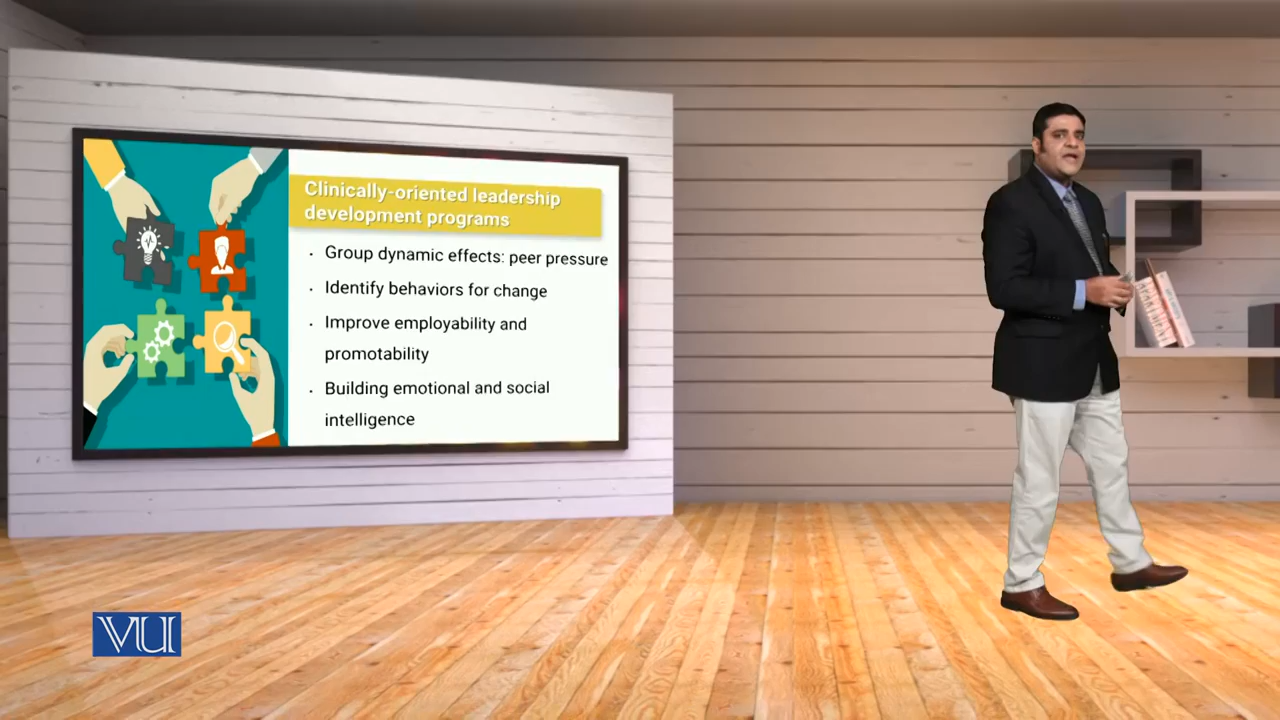 Clinically-oriented leadership
development programs
· Group dynamic effects: peer pressure
· Identify behaviors for change
· Improve employability and
promotability
· Building emotional and social
intelligence
VU